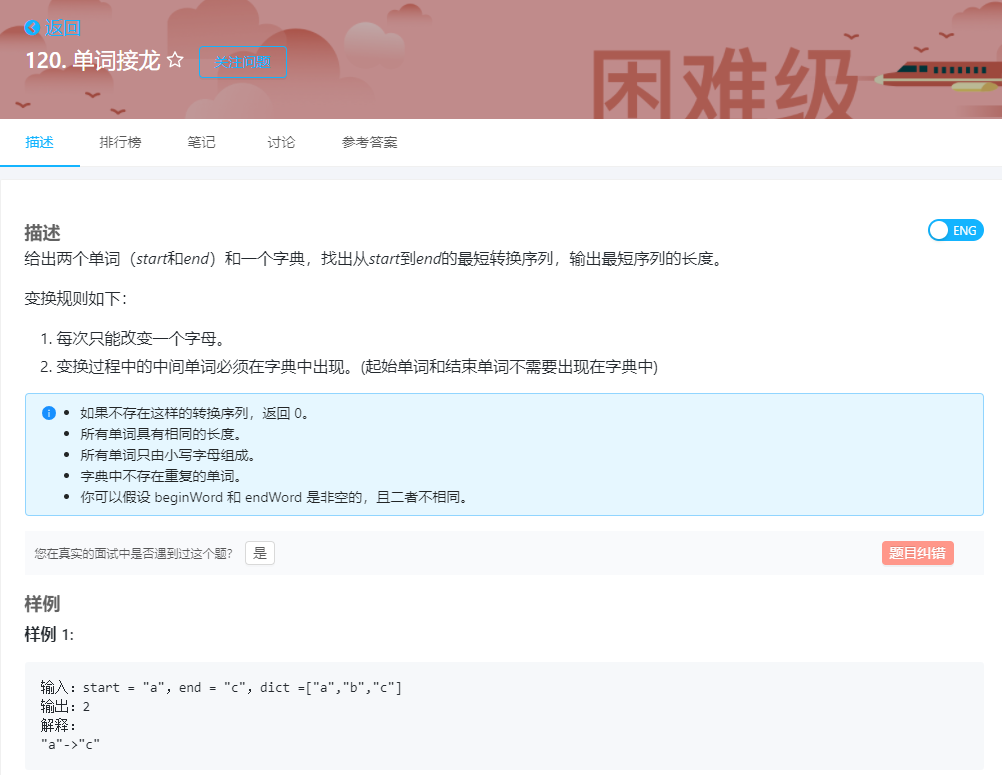 返回
120. 单词接龙
关注问题
困难级
描述
排行榜
笔记
讨论
参考答案
描述
ENG
给出两个单词（start和end）和一个字典，找出从start到end的最短转换序列，输出最短序列的长度。
变换规则如下：
1. 每次只能改变一个字母。
2. 变换过程中的中间单词必须在字典中出现。(起始单词和结束单词不需要出现在字典中)
如果不存在这样的转换序列，返回 0。
所有单词具有相同的长度。
所有单词只由小写字母组成。
字典中不存在重复的单词。
你可以假设 beginWord 和 endWord 是非空的，且二者不相同。
您在真实的面试中是否遇到过这个题？
是
题目纠错
样例
样例 1:
输入：start = "a"，end = "c"，dict =["a","b","c"]
输出：2
解释：
"a"->"c"